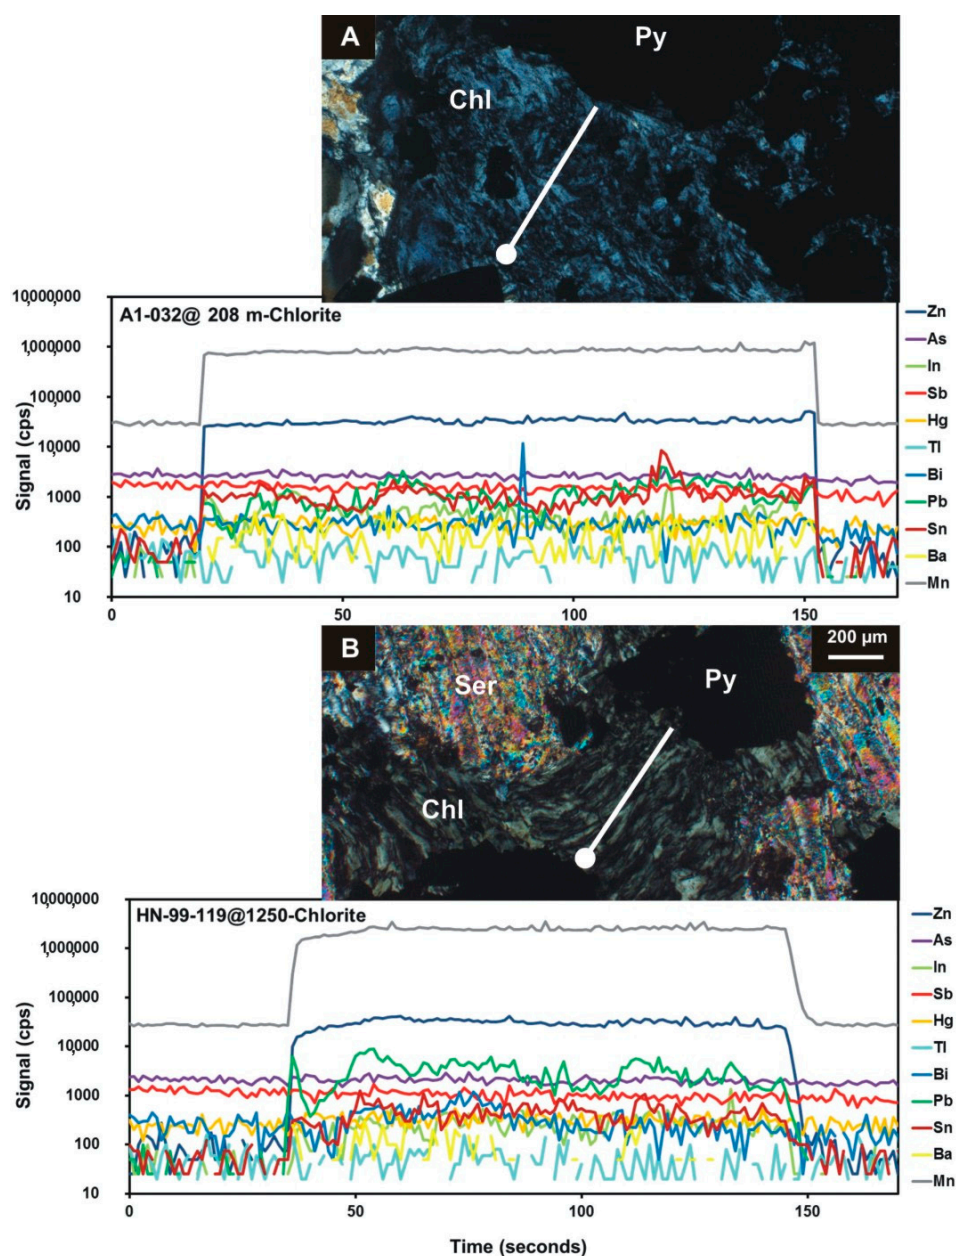 A
Py
Chl
10,000,000
A1-032@ 208 m-Chlorite
1,000,000
100,000
10,000
1000
100
10
Signal (cps)
0
50
100
150
Zn
As
In
Sb
Hg
Tl
Bi
Pb
Sn
Ba
Mn
B
200 µm
Ser
Py
Chl
10,000,000
HN-99-119@1250-Chlorite
1,000,000
100,000
10,000
1000
100
10
Signal (cps)
0
50
100
150
Time (seconds)
Zn
As
In
Sb
Hg
Tl
Bi
Pb
Sn
Ba
Mn